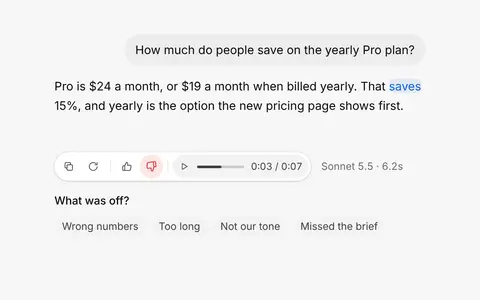 How much do people save on the yearly Pro plan?
Pro is $24 a month, or $19 a month when billed yearly. That saves
15%, and yearly is the option the new pricing page shows first.
0:03 / 0:07
Sonnet 5.5 · 6.2s
What was off?
Wrong numbers
Too long
Not our tone
Missed the brief